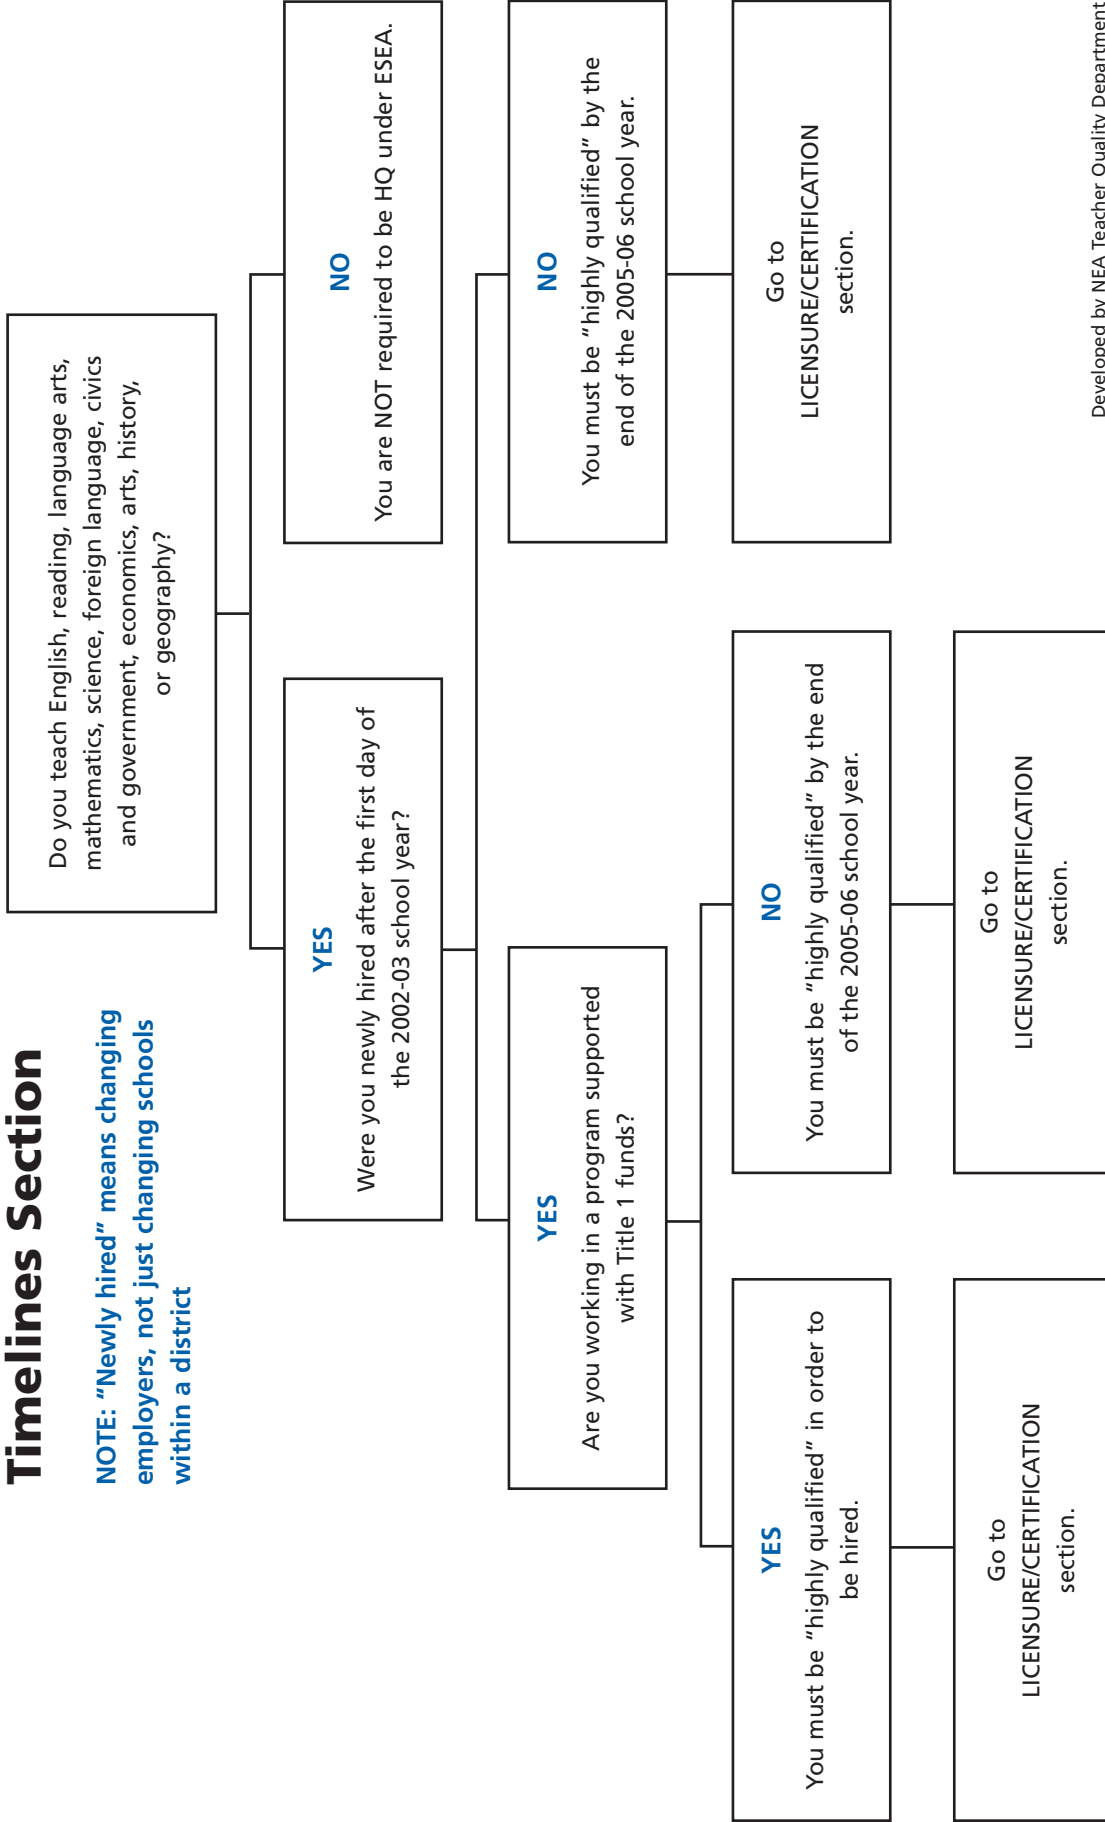 Timelines Section
NOTE: “Newly hired” means changing
employers, not just changing schools
within a district
Do you teach English, reading, language arts,
mathematics, science, foreign language, civics
and government, economics, arts, history,
or geography?
YES
Were you newly hired after the first day of
the 2002-03 school year?
NO
You are NOT required to be HQ under ESEA.
YES
Are you working in a program supported
with Title 1 funds?
NO
You must be “highly qualified” by the
end of the 2005-06 school year.
YES
You must be “highly qualified” in order to
be hired.
NO
You must be “highly qualified” by the end
of the 2005-06 school year.
Go to
LICENSURE/CERTIFICATION
section.
Go to
LICENSURE/CERTIFICATION
section.
Go to
LICENSURE/CERTIFICATION
section.
Developed by NEA Teacher Quality Department